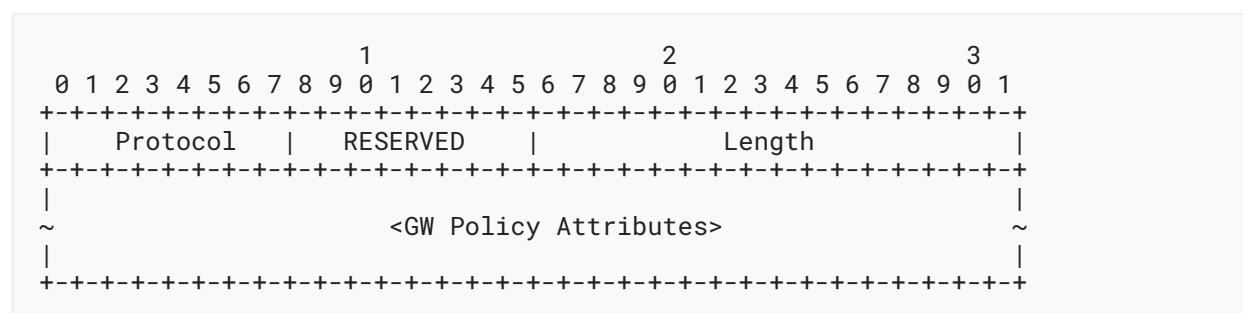 1                   2                   3
 0 1 2 3 4 5 6 7 8 9 0 1 2 3 4 5 6 7 8 9 0 1 2 3 4 5 6 7 8 9 0 1
+-+-+-+-+-+-+-+-+-+-+-+-+-+-+-+-+-+-+-+-+-+-+-+-+-+-+-+-+-+-+-+-+
|    Protocol   |   RESERVED    |            Length             |
+-+-+-+-+-+-+-+-+-+-+-+-+-+-+-+-+-+-+-+-+-+-+-+-+-+-+-+-+-+-+-+-+
|                                                               |
~                      <GW Policy Attributes>                   ~
|                                                               |
+-+-+-+-+-+-+-+-+-+-+-+-+-+-+-+-+-+-+-+-+-+-+-+-+-+-+-+-+-+-+-+-+